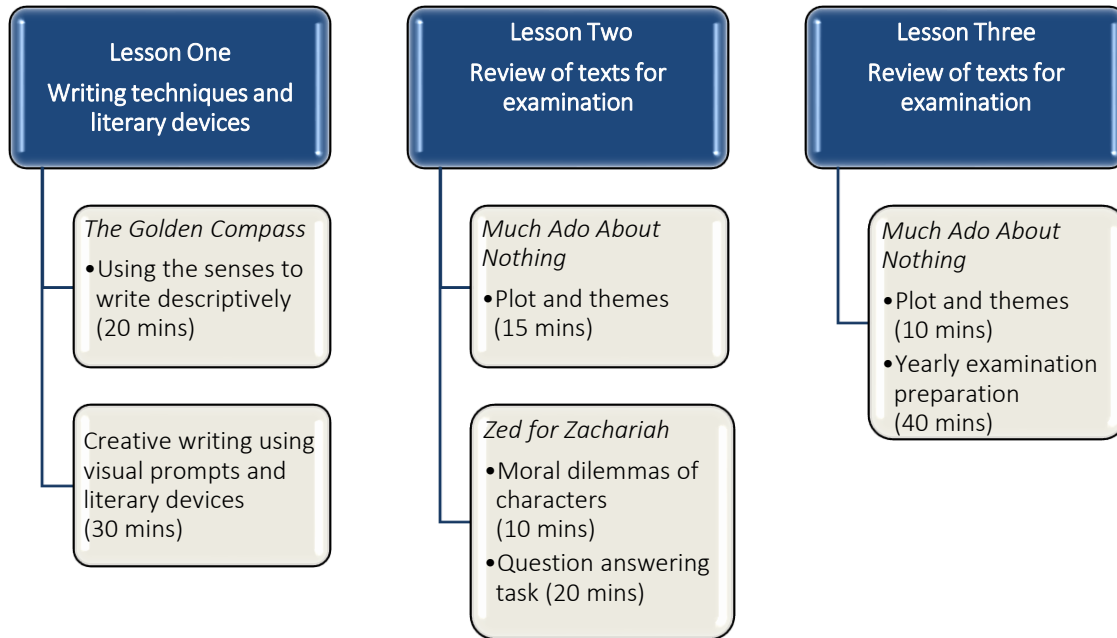 Lesson One
Writing techniques and
literary devices
The Golden Compass
•Using the senses to
write descriptively
(20 mins)
Creative writing using
visual prompts and
literary devices
(30 mins)
Lesson Two
Review of texts for
examination
Much Ado About
Nothing
•Plot and themes
(15 mins)
Zed for Zachariah
•Moral dilemmas of
characters
(10 mins)
•Question answering
task (20 mins)
Lesson Three
Review of texts for
examination
Much Ado About
Nothing
•Plot and themes
(10 mins)
•Yearly examination
preparation
(40 mins)